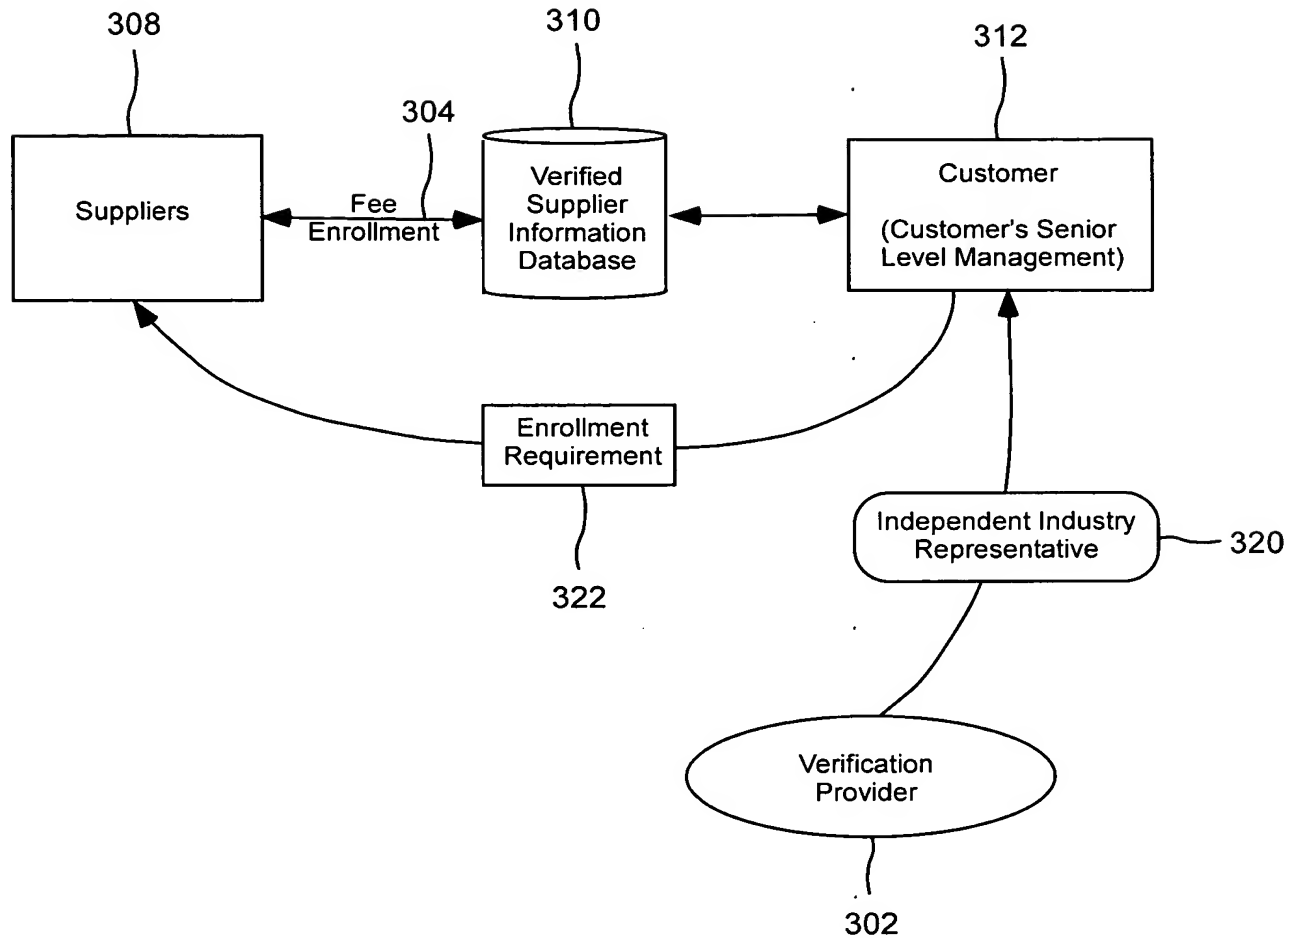 308
310
312
304
Suppliers
Fee
Enrollment
Verified
Supplier
Information
Database
Customer
(Customer's Senior
Level Management)
Enrollment
Requirement
322
Independent Industry
Representative
320
Verification
Provider
302